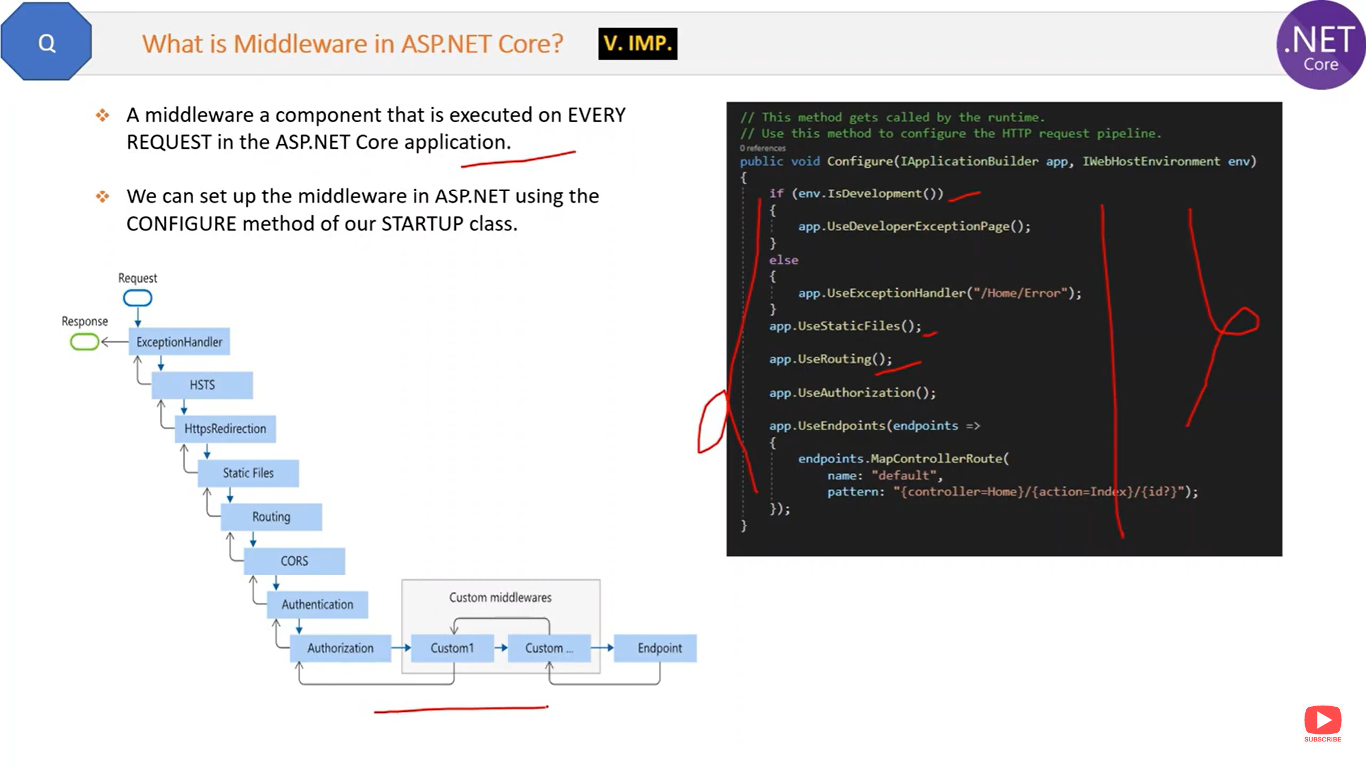 Q
What is Middleware in ASP.NET Core?
V. IMP.
.NET
Core
A middleware a component that is executed on EVERY
REQUEST in the ASP.NET Core application.
We can set up the middleware in ASP.NET using the
CONFIGURE method of our STARTUP class.
Request
Response
ExceptionHandler
HSTS
HttpsRedirection
Static Files
Routing
CORS
Authentication
Authorization
Custom middlewares
Custom1
Custom ...
Endpoint
// This method gets called by the runtime.
// Use this method to configure the HTTP request pipeline.
0 references
public void Configure(IApplicationBuilder app, IWebHostEnvironment env)
{
if (env.IsDevelopment())
{
app.UseDeveloperExceptionPage();
}
else
{
app.UseExceptionHandler("/Home/Error");
}
app.UseStaticFiles();
app.UseRouting();
app.UseAuthorization();
app.UseEndpoints(endpoints =>
{
endpoints.MapControllerRoute(
name: "default",
pattern: "{controller=Home}/{action=Index}/{id?}");
});
}
SUBSCRIBE